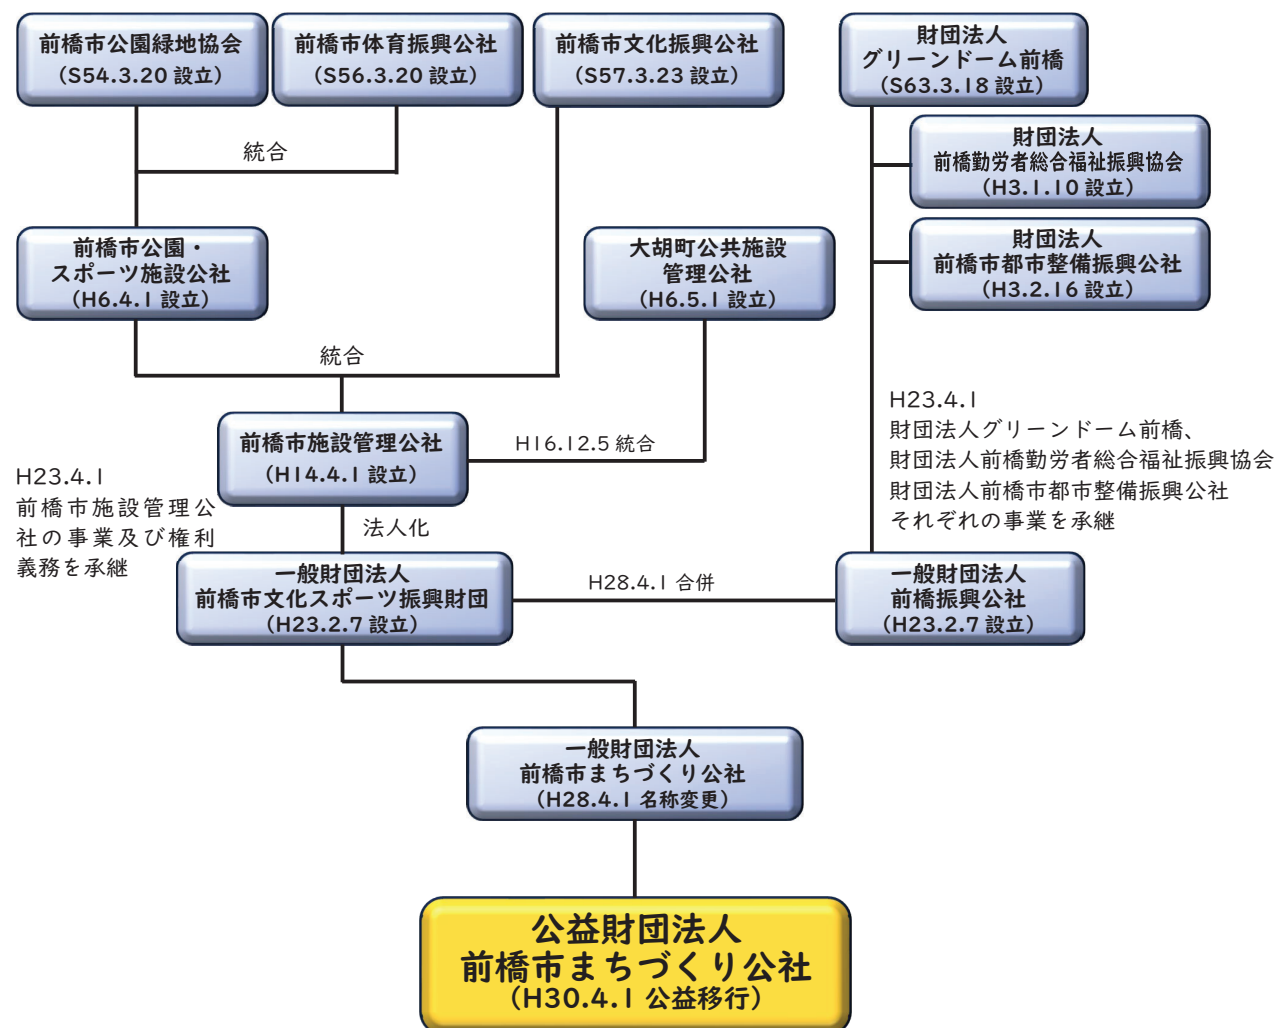 前橋市公園緑地協会
(S54.3.20 設立)
前橋市体育振興公社
(S56.3.20 設立)
前橋市文化振興公社
(S57.3.23 設立)
財団法人
グリーンドーム前橋
(S63.3.18 設立)
財団法人
前橋勤労者総合福祉振興協会
(H3.1.10 設立)
統合
財団法人
前橋市都市整備振興公社
(H3.2.16 設立)
前橋市公園・
スポーツ施設公社
(H6.4.1 設立)
大胡町公共施設
管理公社
(H6.5.1 設立)
統合
前橋市施設管理公社
(H14.4.1 設立)
H16.12.5 統合
H23.4.1
財団法人グリーンドーム前橋、
財団法人前橋勤労者総合福祉振興協会
財団法人前橋市都市整備振興公社
それぞれの事業を承継
H23.4.1
前橋市施設管理公
社の事業及び権利
義務を承継
法人化
一般財団法人
前橋市文化スポーツ振興財団
(H23.2.7 設立)
H28.4.1 合併
一般財団法人
前橋振興公社
(H23.2.7 設立)
一般財団法人
前橋市まちづくり公社
(H28.4.1 名称変更)
公益財団法人
前橋市まちづくり公社
(H30.4.1 公益移行)